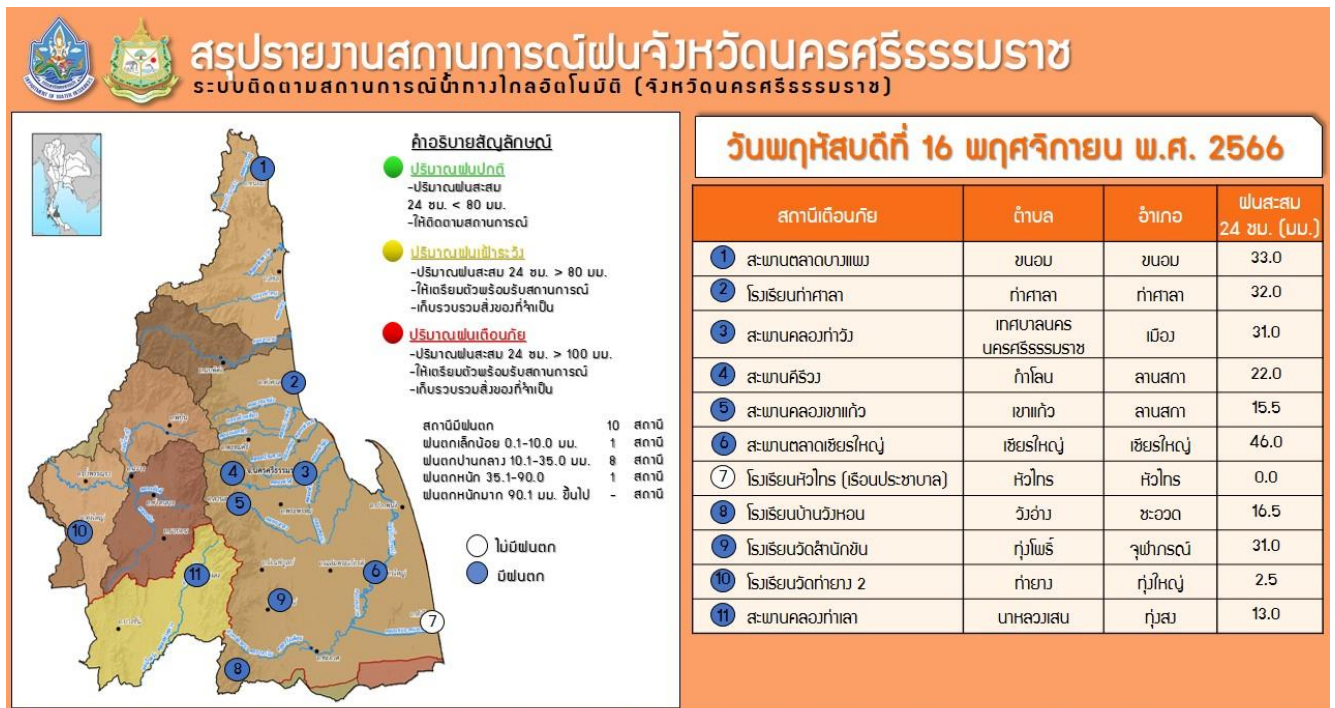 สรุปรายงานสถานการณ์ฝนจังหวัดนครศรีธรรมราช
ระบบติดตามสถานการณ์น้ำทางไกลอัตโนมัติ (จังหวัดนครศรีธรรมราช)
คำอธิบายสัญลักษณ์
ปริมาณฝนปกติ
-ปริมาณฝนสะสม
24 ชม. < 80 มม.
-ให้ติดตามสถานการณ์
ปริมาณฝนเฝ้าระวัง
-ปริมาณฝนสะสม 24 ชม. > 80 มม.
-ให้เตรียมตัวพร้อมรับสถานการณ์
-เก็บรวบรวมสิ่งของที่จำเป็น
ปริมาณฝนเตือนภัย
-ปริมาณฝนสะสม 24 ชม. > 100 มม.
-ให้เตรียมตัวพร้อมรับสถานการณ์
-เก็บรวบรวมสิ่งของที่จำเป็น
สถานีมีฝนตก 10 สถานี
ฝนตกเล็กน้อย 0.1-10.0 มม. 1 สถานี
ฝนตกปานกลาง 10.1-35.0 มม. 8 สถานี
ฝนตกหนัก 35.1-90.0 1 สถานี
ฝนตกหนักมาก 90.1 มม. ขึ้นไป - สถานี
ไม่มีฝนตก
มีฝนตก
1
2
4
จ.นครศรีธรรมราช
3
5
10
11
6
9
7
8
วันพฤหัสบดีที่ 16 พฤศจิกายน พ.ศ. 2566
สถานีเตือนภัย ตำบล อำเภอ ฝนสะสม
24 ชม. (มม.)
1 สะพานตลาดบางแพง ขนอม ขนอม 33.0
2 โรงเรียนท่าศาลา ท่าศาลา ท่าศาลา 32.0
3 สะพานคลองท่าวัง เทศบาลนคร
นครศรีธรรมราช เมือง 31.0
4 สะพานคีรีวง กำโลน ลานสกา 22.0
5 สะพานคลองเขาแก้ว เขาแก้ว ลานสกา 15.5
6 สะพานตลาดเชียรใหญ่ เชียรใหญ่ เชียรใหญ่ 46.0
7 โรงเรียนหัวไทร (เรือนประชาบาล) หัวไทร หัวไทร 0.0
8 โรงเรียนบ้านวังหอน วังอ่าง ชะอวด 16.5
9 โรงเรียนวัดสำนักขัน ทุ่งโพธิ์ จุฬาภรณ์ 31.0
10 โรงเรียนวัดท่ายาง 2 ท่ายาง ทุ่งใหญ่ 2.5
11 สะพานคลองท่าเลา นาหลวงเสน ทุ่งสง 13.0